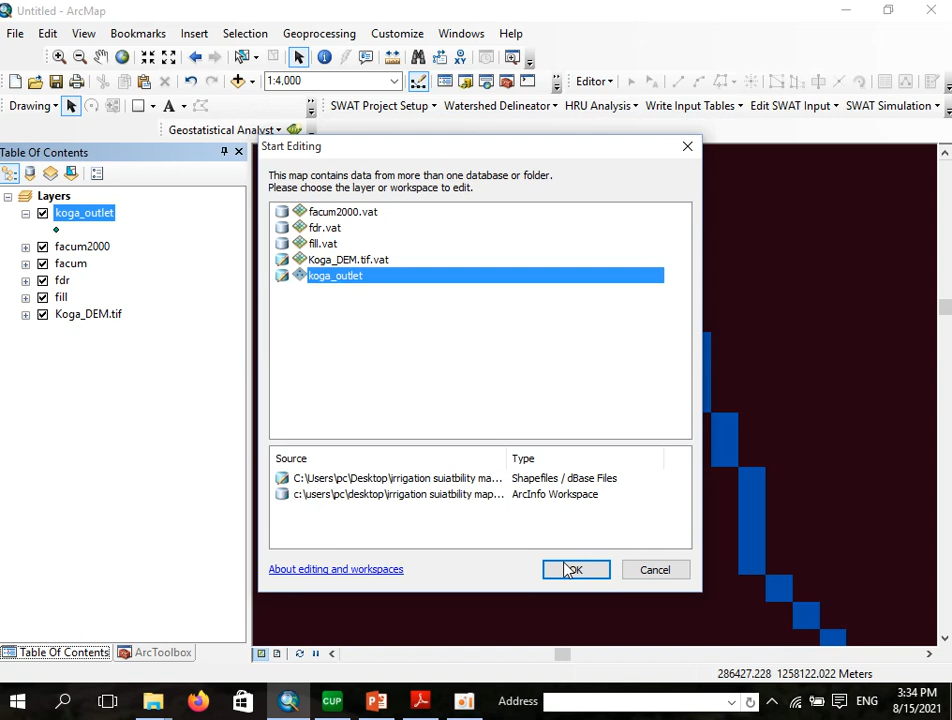 Untitled - ArcMap
File Edit View Bookmarks Insert Selection Geoprocessing Customize Windows Help
1:4,000 Editor
Drawing A SWAT Project Setup Watershed Delineator HRU Analysis Write Input Tables Edit SWAT Input SWAT Simulation
Geostatistical Analyst
Table Of Contents
Layers
koga_outlet
facum2000
facum
fdr
fill
Koga_DEM.tif
Start Editing
This map contains data from more than one database or folder.
Please choose the layer or workspace to edit.
facum2000.vat
fdr.vat
fill.vat
Koga_DEM.tif.vat
koga_outlet
Source Type
C:\Users\pc\Desktop\irrigation suiatbility ma... Shapefiles / dBase Files
c:\users\pc\desktop\irrigation suiatbility map... ArcInfo Workspace
About editing and workspaces OK Cancel
Table Of Contents ArcToolbox
286427.228 1258122.022 Meters
CUP Address ENG 3:34 PM
8/15/2021